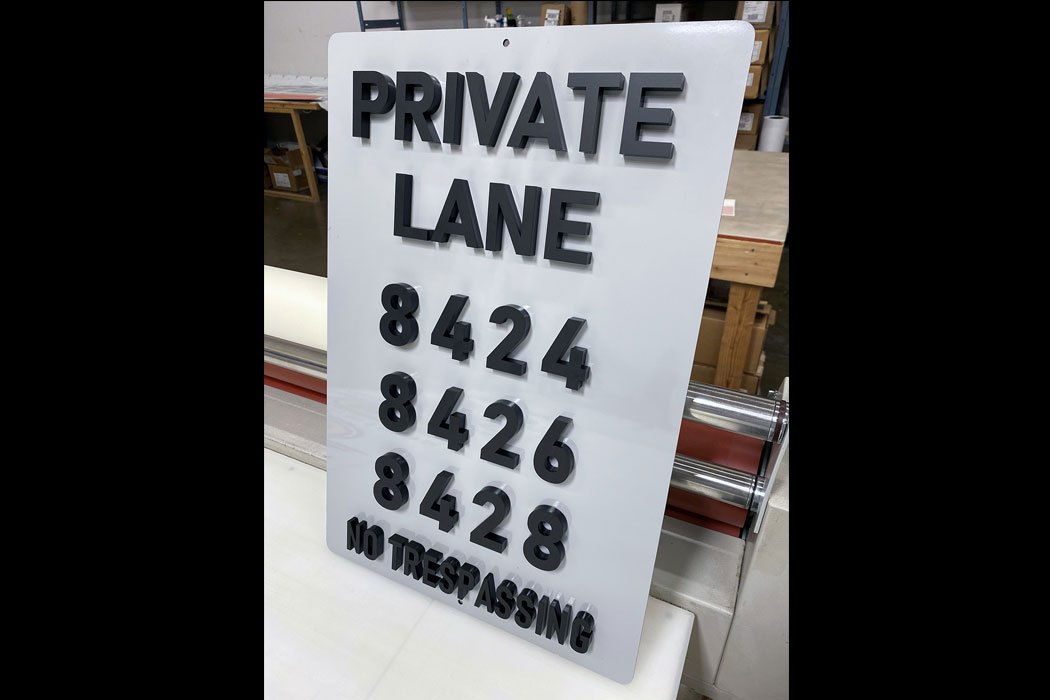 PRIVATE
LANE
8424
8426
8428
NO TRESPASSING